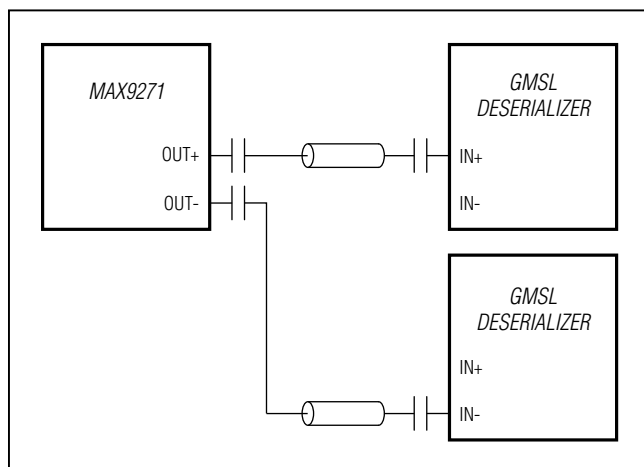 MAX9271
OUT+
OUT-
GMSL
DESERIALIZER
IN+
IN-
GMSL
DESERIALIZER
IN+
IN-